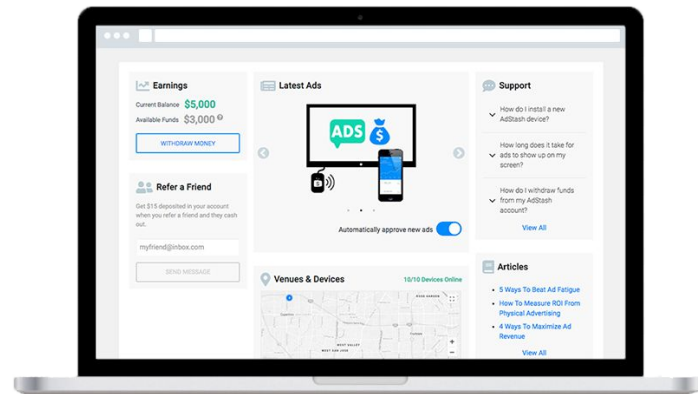 Earnings
Current Balance $5,000
Available Funds $3,000
WITHDRAW MONEY
Refer a Friend
Get $15 deposited in your account
when you refer a friend and they cash
out.
myfriend@inbox.com
SEND MESSAGE
Latest Ads
ADS
$
Automatically approve new ads
Venues & Devices
10/10 Devices Online
WEST VALLEY
WEST SAN JOSE
Support
How do I install a new
AdStash device?
How long does it take for
ads to show up on my
screen?
How do I withdraw funds
from my AdStash
account?
View All
Articles
5 Ways To Beat Ad Fatigue
How To Measure ROI From
Physical Advertising
4 Ways To Maximize Ad
Revenue
View All